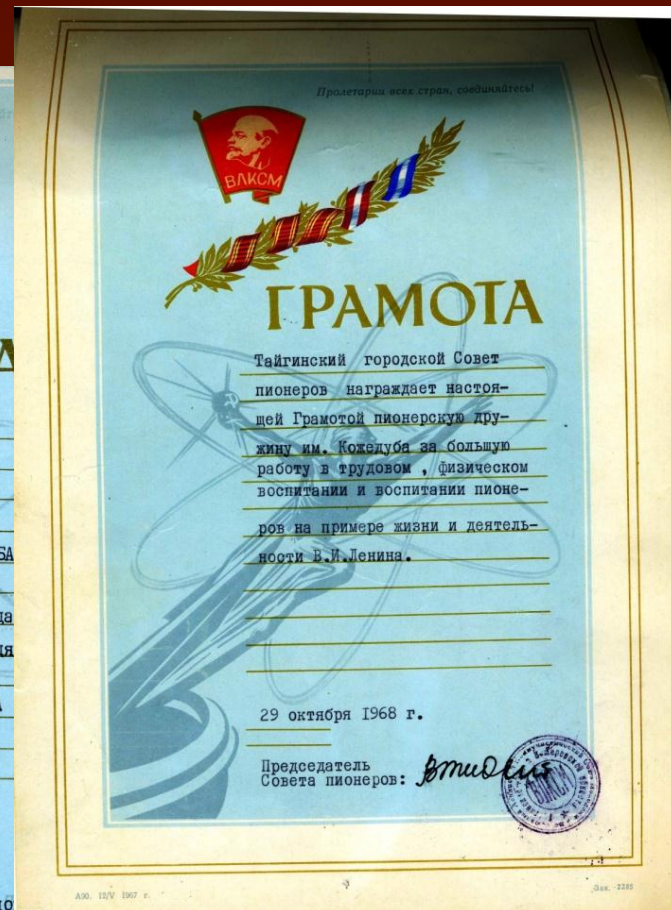 Пролетарии всех стран, соединяйтесь!
ВЛКСМ
ГРАМОТА
Тайгинский городской Совет
пионеров награждает настоя-
щей Грамотой пионерскую дру-
жину им. Кожедуба за большую
работу в трудовом , физическом
воспитании и воспитании пионе-
ров на примере жизни и деятель-
ности В.И.Ленина.
29 октября 1968 г.
Председатель
Совета пионеров:
ВЛКСМ
А90. 12/V 1967 г.
Зак. 3285